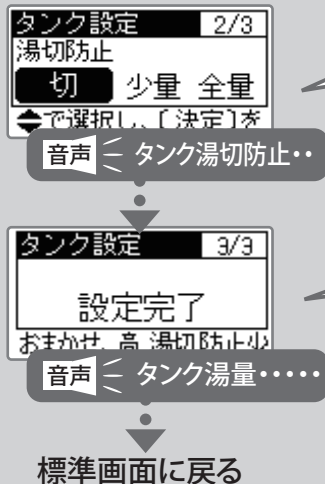 タンク設定 2/3
湯切防止
切 少量 全量
で選択し、〔決定〕を
音声 タンク湯切防止‥
タンク設定 3/3
設定完了
おまかせ、高、湯切防止少
音声 タンク湯量‥‥‥
標準画面に戻る